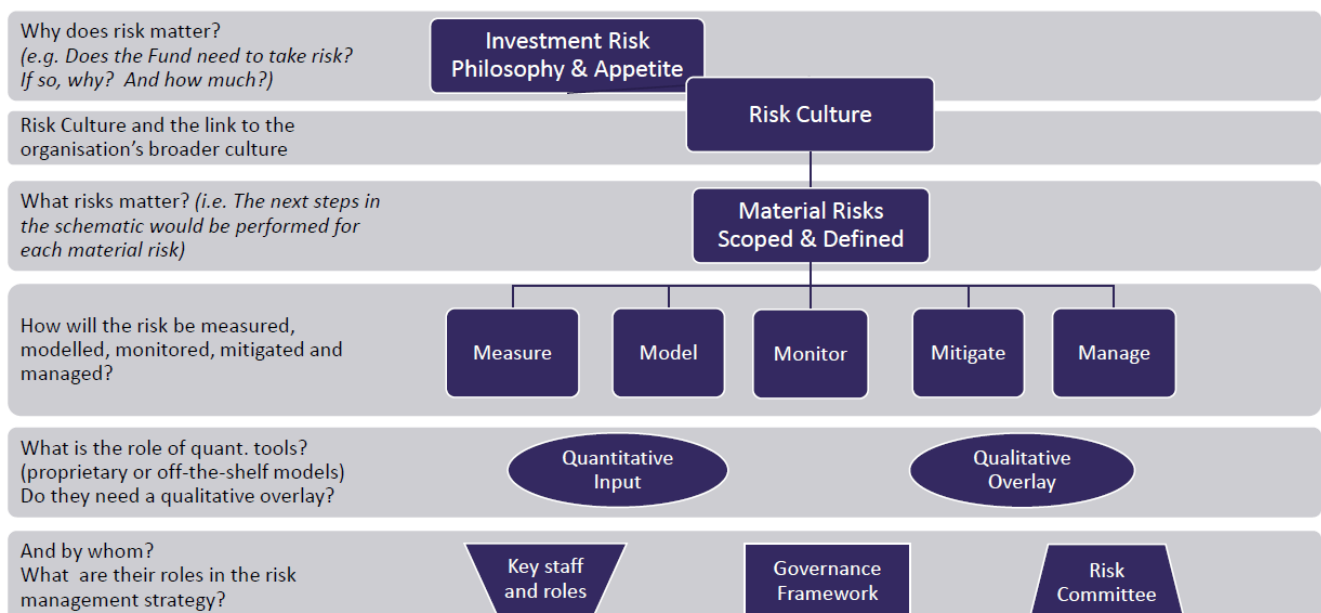 Why does risk matter?
(e.g. Does the Fund need to take risk?
If so, why?  And how much?)
Investment Risk
Philosophy & Appetite
Risk Culture and the link to the
organisation's broader culture
Risk Culture
What risks matter? (i.e. The next steps in
the schematic would be performed for
each material risk)
Material Risks
Scoped & Defined
How will the risk be measured,
modelled, monitored, mitigated and
managed?
Measure
Model
Monitor
Mitigate
Manage
What is the role of quant. tools?
(proprietary or off-the-shelf models)
Do they need a qualitative overlay?
Quantitative
Input
Qualitative
Overlay
And by whom?
What  are their roles in the risk
management strategy?
Key staff
and roles
Governance
Framework
Risk
Committee